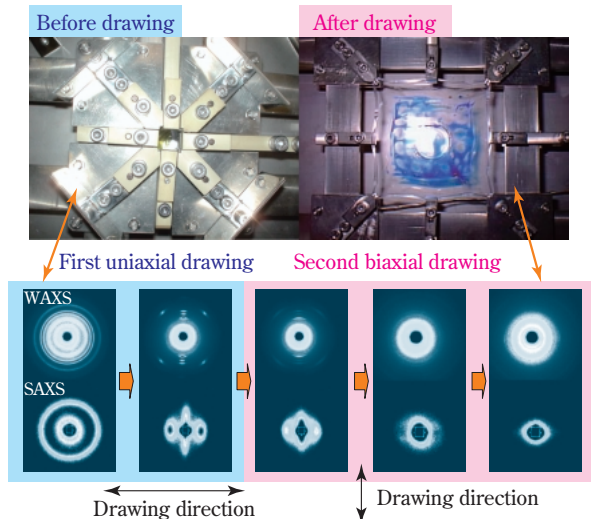 Before drawing
After drawing
First uniaxial drawing
Second biaxial drawing
WAXS
SAXS
Drawing direction
Drawing direction